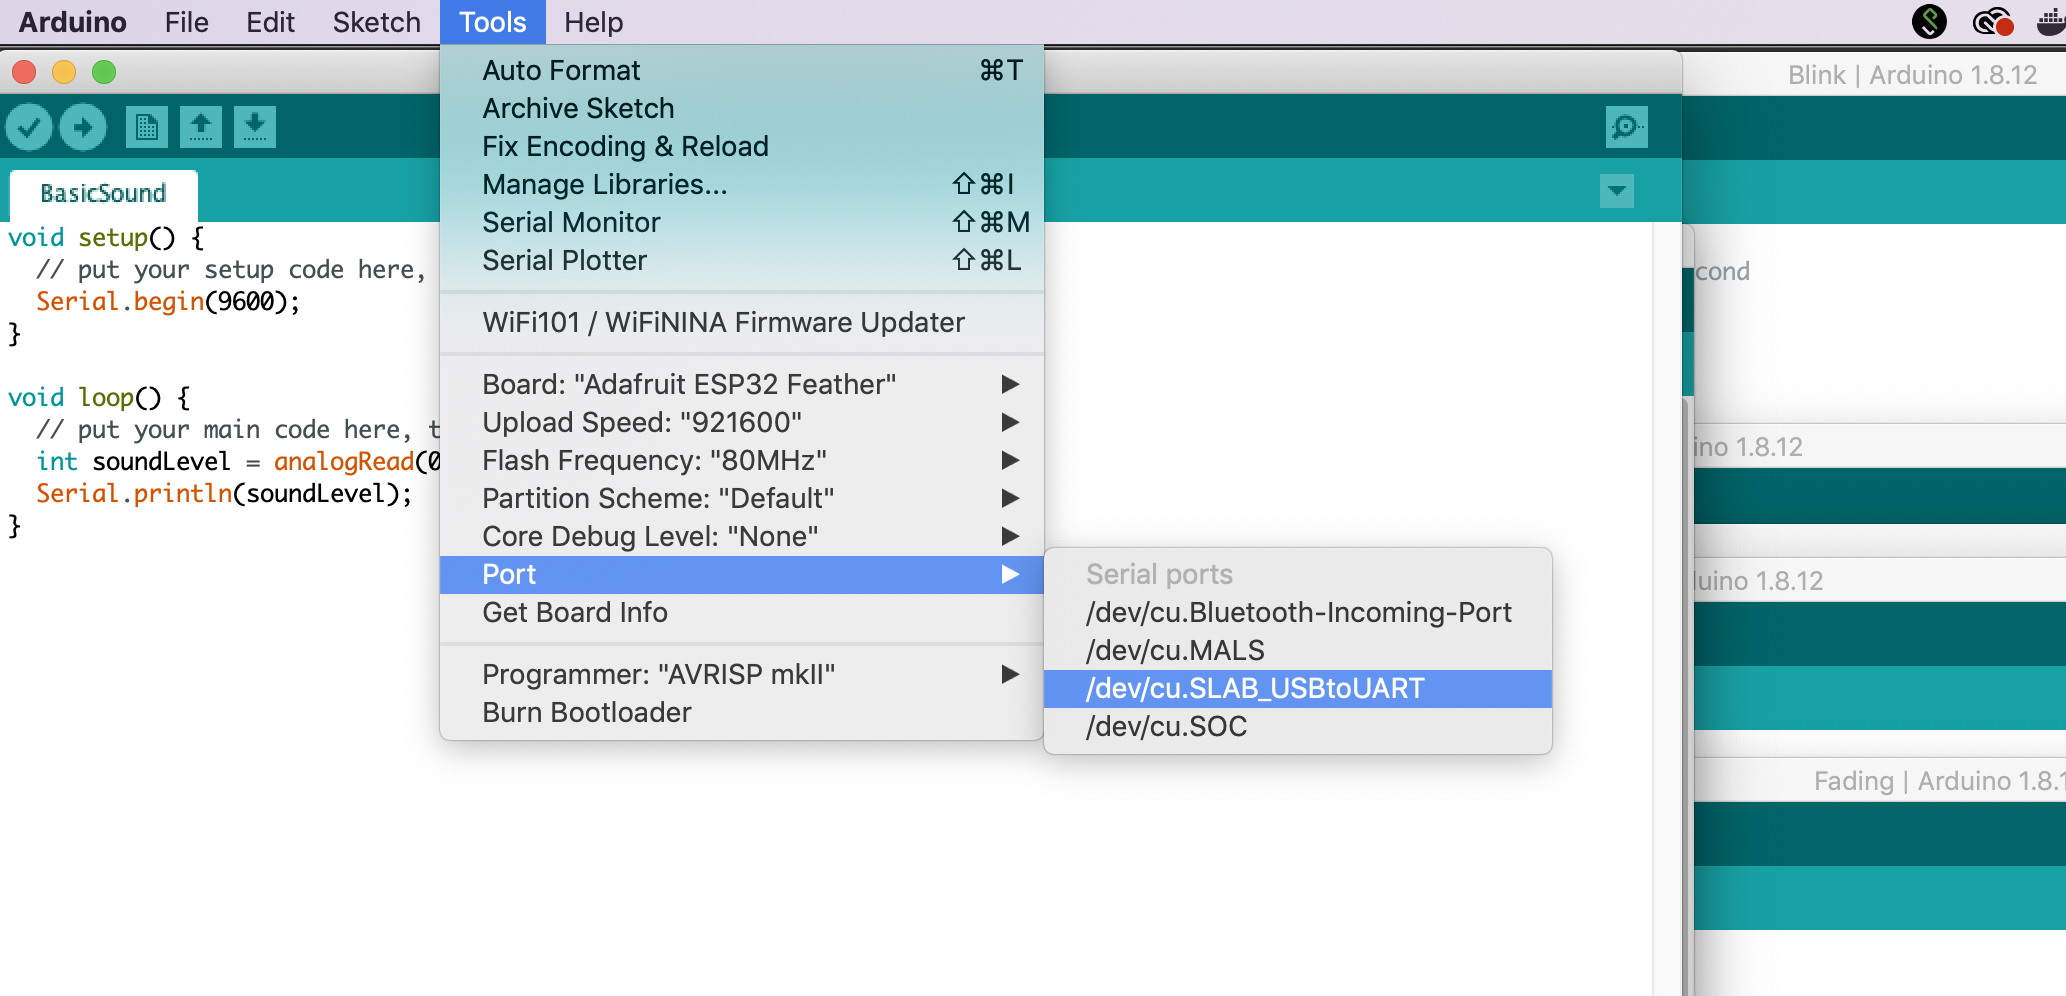 Arduino File Edit Sketch Tools Help
Blink | Arduino 1.8.12
BasicSound
void setup() {
// put your setup code here,
Serial.begin(9600);
}
void loop() {
// put your main code here, t
int soundLevel = analogRead(0
Serial.println(soundLevel);
}
Auto Format ⌘T
Archive Sketch
Fix Encoding & Reload
Manage Libraries... ⇧⌘I
Serial Monitor ⇧⌘M
Serial Plotter ⇧⌘L
WiFi101 / WiFiNINA Firmware Updater
Board: "Adafruit ESP32 Feather"
Upload Speed: "921600"
Flash Frequency: "80MHz"
Partition Scheme: "Default"
Core Debug Level: "None"
Port
Get Board Info
Programmer: "AVRISP mkII"
Burn Bootloader
Serial ports
/dev/cu.Bluetooth-Incoming-Port
/dev/cu.MALS
/dev/cu.SLAB_USBtoUART
/dev/cu.SOC
cond
ino 1.8.12
uino 1.8.12
Fading | Arduino 1.8.1